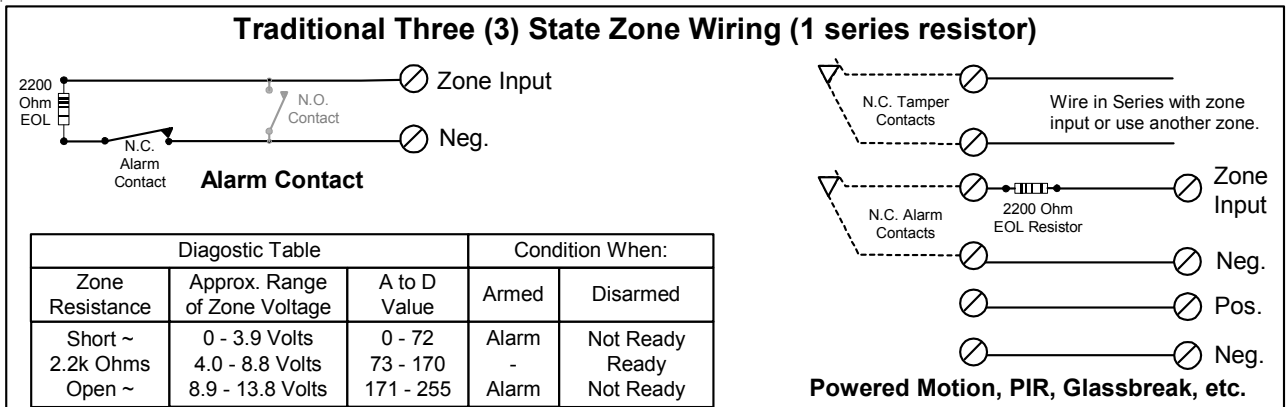 Traditional Three (3) State Zone Wiring (1 series resistor)
2200
Ohm
EOL
N.O.
Contact
Zone Input
Neg.
N.C.
Alarm
Contact
Alarm Contact
N.C. Tamper
Contacts
Wire in Series with zone
input or use another zone.
N.C. Alarm
Contacts
2200 Ohm
EOL Resistor
Zone
Input
Neg.
Pos.
Neg.
Powered Motion, PIR, Glassbreak, etc.
Diagostic Table Condition When:
Zone Resistance Approx. Range of Zone Voltage A to D Value Armed Disarmed
Short ~ 0 - 3.9 Volts 0 - 72 Alarm Not Ready
2.2k Ohms 4.0 - 8.8 Volts 73 - 170 - Ready
Open ~ 8.9 - 13.8 Volts 171 - 255 Alarm Not Ready